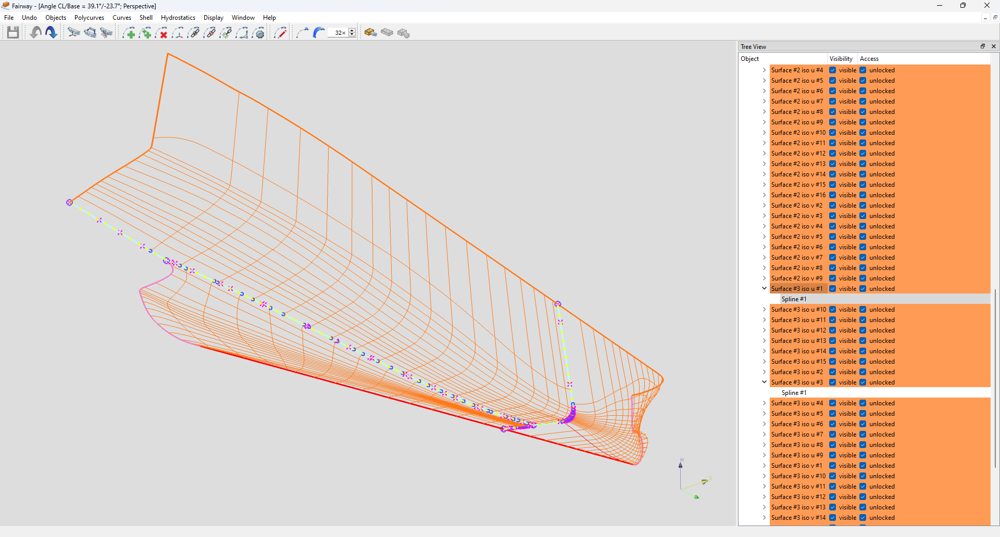 Fairway - [Angle CL/Base = 39.1°/-23.7°; Perspective]
File Undo Objects Polycurves Curves Shell Hydrostatics Display Window Help
32×
Tree View
Object Visibility Access
Surface #2 iso u #4 visible unlocked
Surface #2 iso u #5 visible unlocked
Surface #2 iso u #6 visible unlocked
Surface #2 iso u #7 visible unlocked
Surface #2 iso u #8 visible unlocked
Surface #2 iso u #9 visible unlocked
Surface #2 iso v #10 visible unlocked
Surface #2 iso v #11 visible unlocked
Surface #2 iso v #12 visible unlocked
Surface #2 iso v #13 visible unlocked
Surface #2 iso v #14 visible unlocked
Surface #2 iso v #15 visible unlocked
Surface #2 iso v #16 visible unlocked
Surface #2 iso v #2 visible unlocked
Surface #2 iso v #3 visible unlocked
Surface #2 iso v #4 visible unlocked
Surface #2 iso v #5 visible unlocked
Surface #2 iso v #6 visible unlocked
Surface #2 iso v #7 visible unlocked
Surface #2 iso v #8 visible unlocked
Surface #2 iso v #9 visible unlocked
Surface #3 iso u #1 visible unlocked
Spline #1
Surface #3 iso u #10 visible unlocked
Surface #3 iso u #11 visible unlocked
Surface #3 iso u #12 visible unlocked
Surface #3 iso u #13 visible unlocked
Surface #3 iso u #14 visible unlocked
Surface #3 iso u #15 visible unlocked
Surface #3 iso u #2 visible unlocked
Surface #3 iso u #3 visible unlocked
Spline #1
Surface #3 iso u #4 visible unlocked
Surface #3 iso u #5 visible unlocked
Surface #3 iso u #6 visible unlocked
Surface #3 iso u #7 visible unlocked
Surface #3 iso u #8 visible unlocked
Surface #3 iso u #9 visible unlocked
Surface #3 iso v #1 visible unlocked
Surface #3 iso v #10 visible unlocked
Surface #3 iso v #11 visible unlocked
Surface #3 iso v #12 visible unlocked
Surface #3 iso v #13 visible unlocked
Surface #3 iso v #14 visible unlocked
H
B